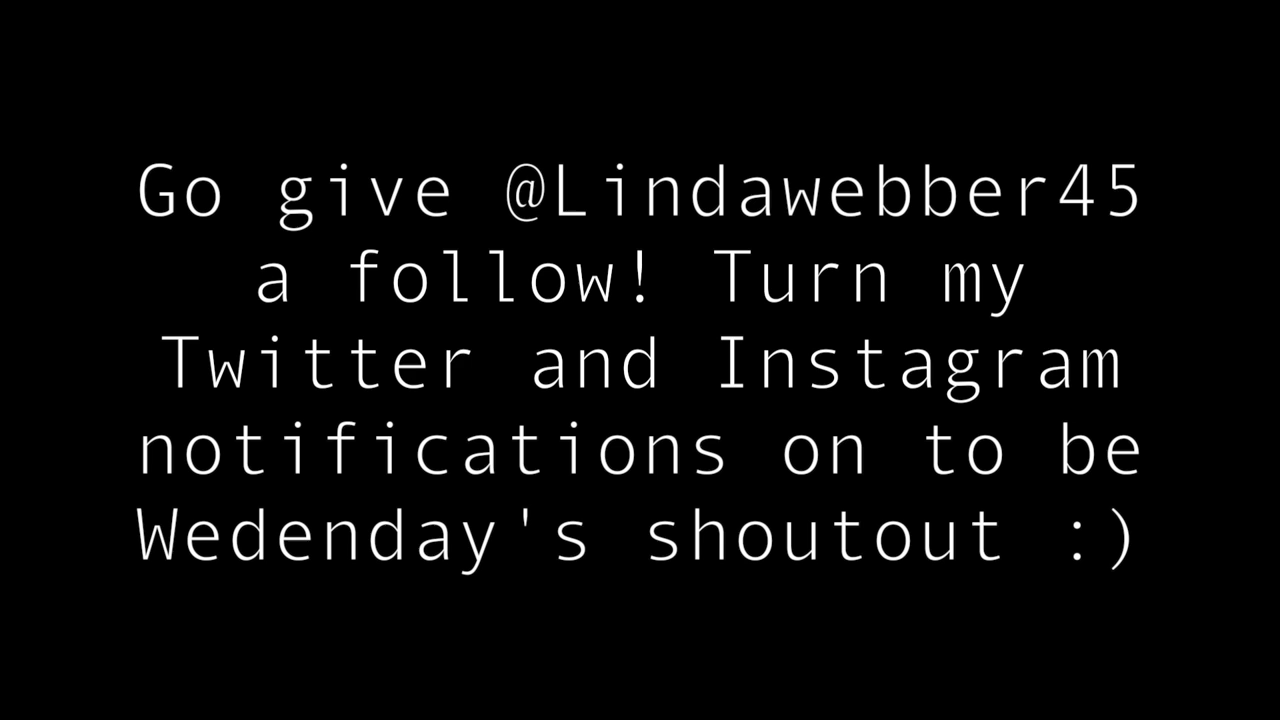 Go give @Lindawebber45
a follow! Turn my
Twitter and Instagram
notifications on to be
Wedenday's shoutout :)